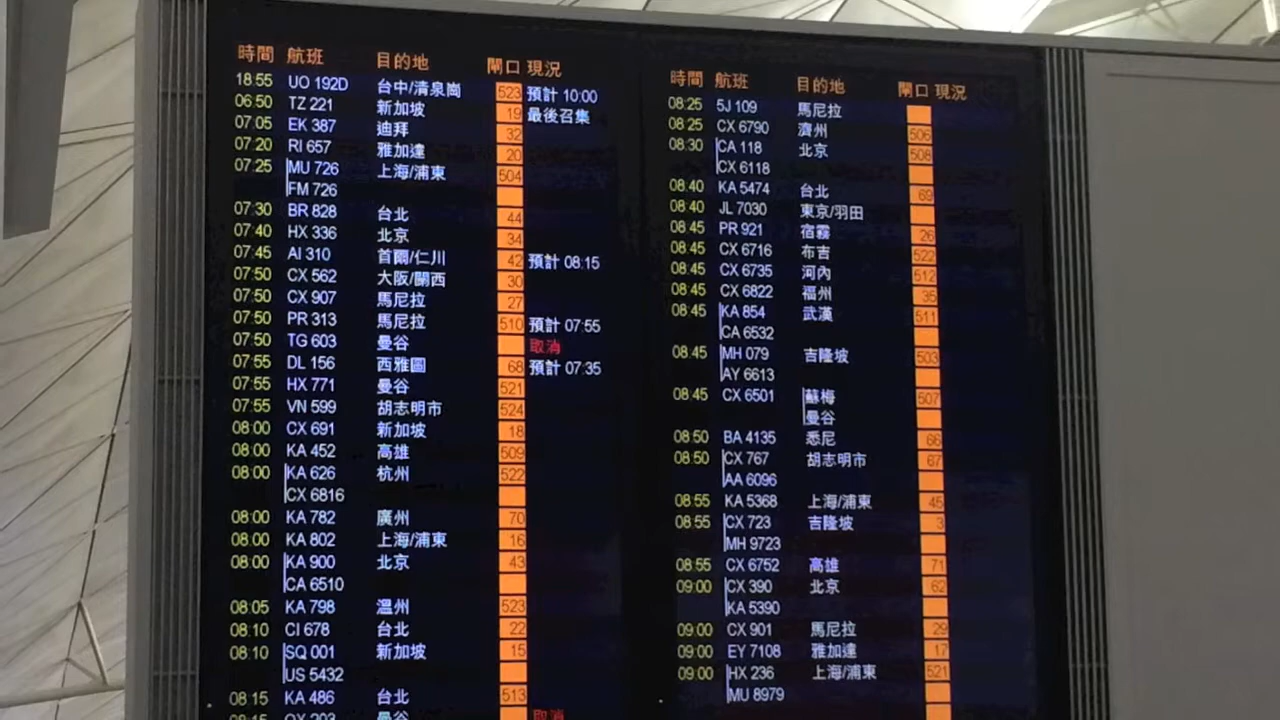 時間 航班 目的地 閘口 現況
18:55 UO 192D 台中/清泉崗 523 預計 10:00
06:50 TZ 221 新加坡 19 最後召集
07:05 EK 387 迪拜 32
07:20 RI 657 雅加達 20
07:25 MU 726 上海/浦東 504
FM 726
07:30 BR 828 台北 44
07:40 HX 336 北京 34
07:45 AI 310 首爾/仁川 42 預計 08:15
07:50 CX 562 大阪/關西 30
07:50 CX 907 馬尼拉 27
07:50 PR 313 馬尼拉 510 預計 07:55
07:50 TG 603 曼谷 取消
07:55 DL 156 西雅圖 68 預計 07:35
07:55 HX 771 曼谷 521
07:55 VN 599 胡志明市 524
08:00 CX 691 新加坡 18
08:00 KA 452 高雄 509
08:00 KA 626 杭州 522
CX 6816
08:00 KA 782 廣州 70
08:00 KA 802 上海/浦東 16
08:00 KA 900 北京 43
CA 6510
08:05 KA 798 溫州 523
08:10 CI 678 台北 22
08:10 SQ 001 新加坡 15
US 5432
08:15 KA 486 台北 513
08:15 CX 203 曼谷 取消
時間 航班 目的地 閘口 現況
08:25 5J 109 馬尼拉
08:25 CX 6790 濟州 506
08:30 CA 118 北京 508
CX 6118
08:40 KA 5474 台北 69
08:40 JL 7030 東京/羽田
08:45 PR 921 宿霧 26
08:45 CX 6716 布吉 522
08:45 CX 6735 河內 512
08:45 CX 6822 福州 35
08:45 KA 854 武漢 511
CA 6532
08:45 MH 079 吉隆坡 503
AY 6613
08:45 CX 6501 蘇梅 507
曼谷
08:50 BA 4135 悉尼 66
08:50 CX 767 胡志明市 67
AA 6096
08:55 KA 5368 上海/浦東 45
08:55 CX 723 吉隆坡 3
MH 9723
08:55 CX 6752 高雄 71
09:00 CX 390 北京 62
KA 5390
09:00 CX 901 馬尼拉 29
09:00 EY 7108 雅加達 17
09:00 HX 236 上海/浦東 521
MU 8979